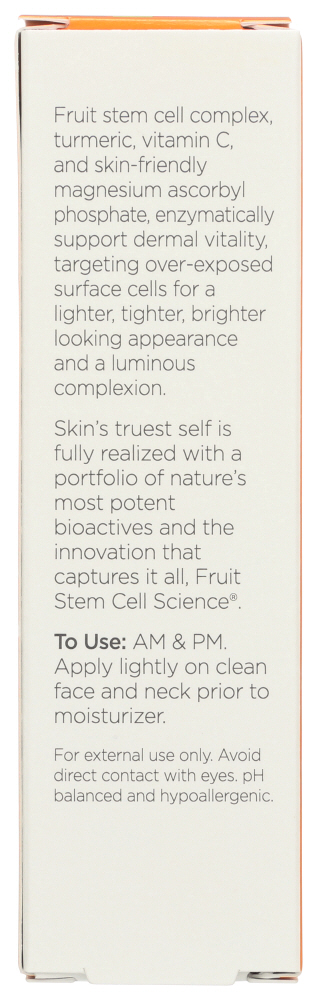 Fruit stem cell complex,
turmeric, vitamin C,
and skin-friendly
magnesium ascorbyl
phosphate, enzymatically
support dermal vitality,
targeting over-exposed
surface cells for a
lighter, tighter, brighter
looking appearance
and a luminous
complexion.
Skin's truest self is
fully realized with a
portfolio of nature's
most potent
bioactives and the
innovation that
captures it all, Fruit
Stem Cell Science®.
To Use: AM & PM.
Apply lightly on clean
face and neck prior to
moisturizer.
For external use only. Avoid
direct contact with eyes. pH
balanced and hypoallergenic.